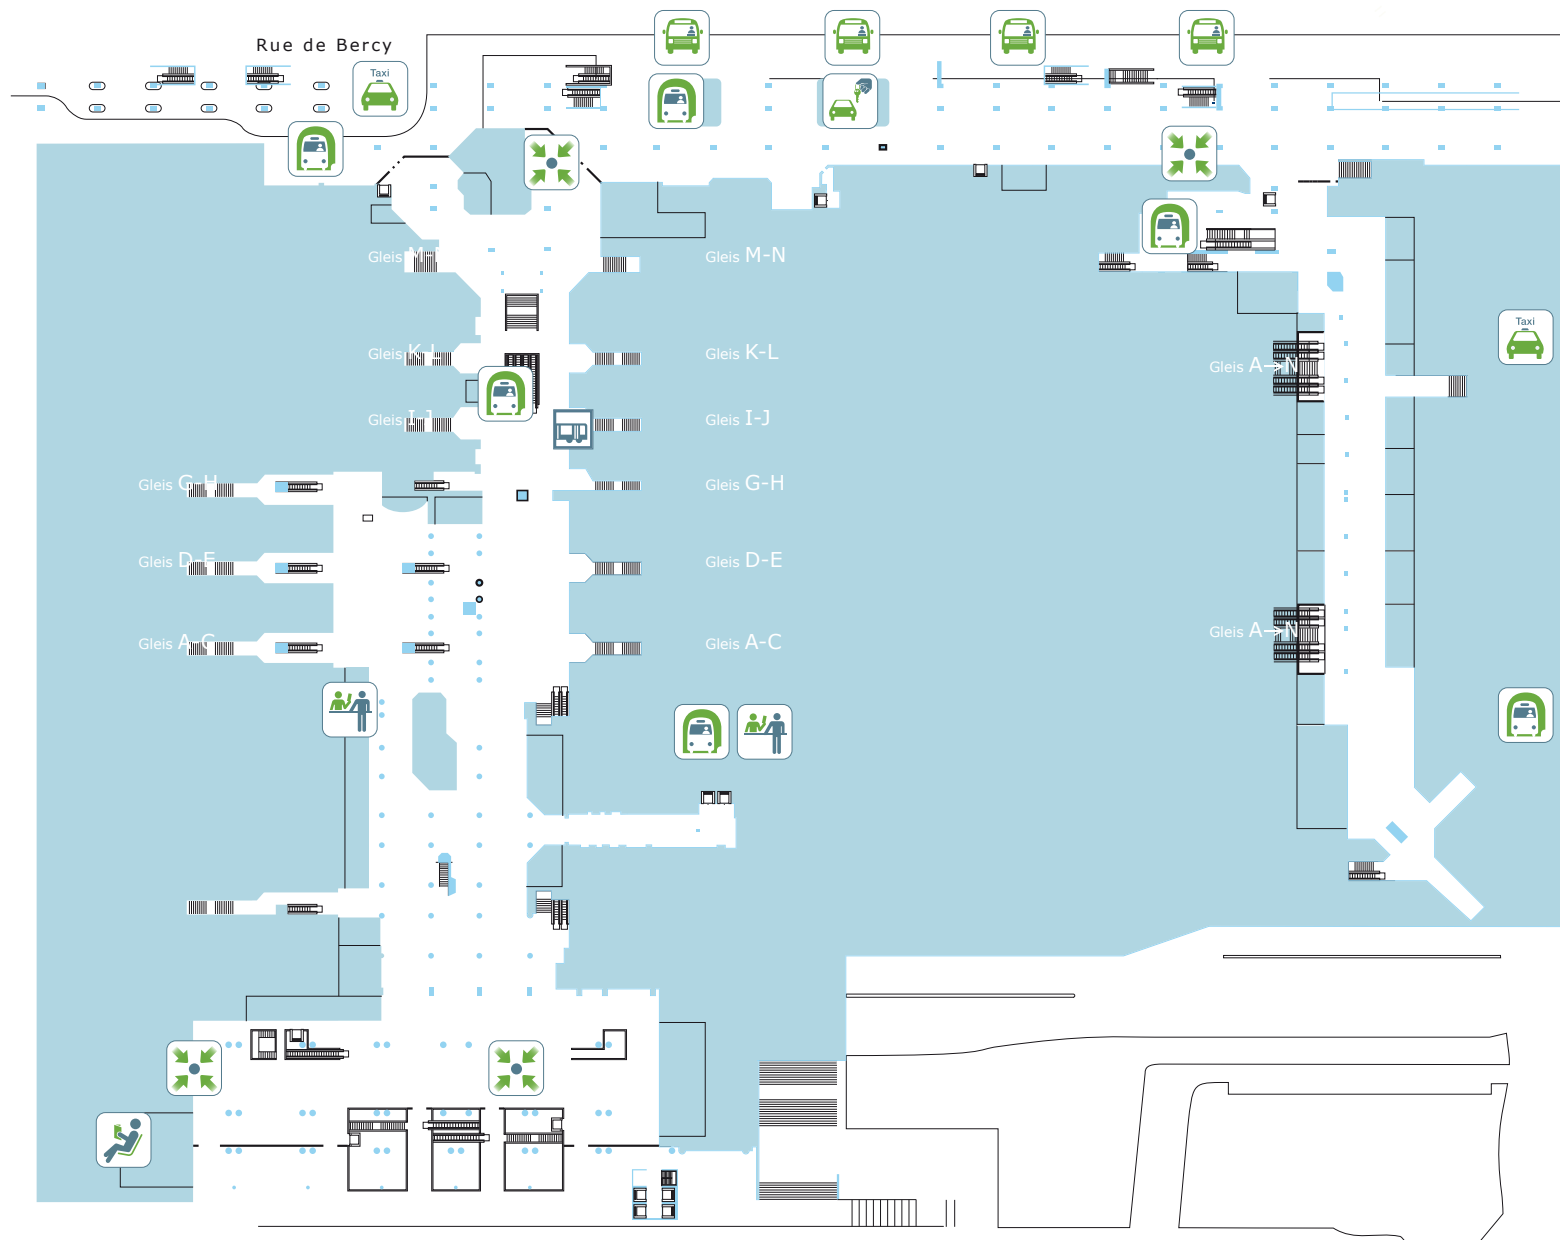 Rue de Bercy
Taxi
Gleis M-N
Gleis M-N
Taxi
Gleis K-L
Gleis K-L
Gleis A→N
Gleis I-J
Gleis I-J
Gleis G-H
Gleis G-H
Gleis D-E
Gleis D-E
Gleis A-C
Gleis A-C
Gleis A→N